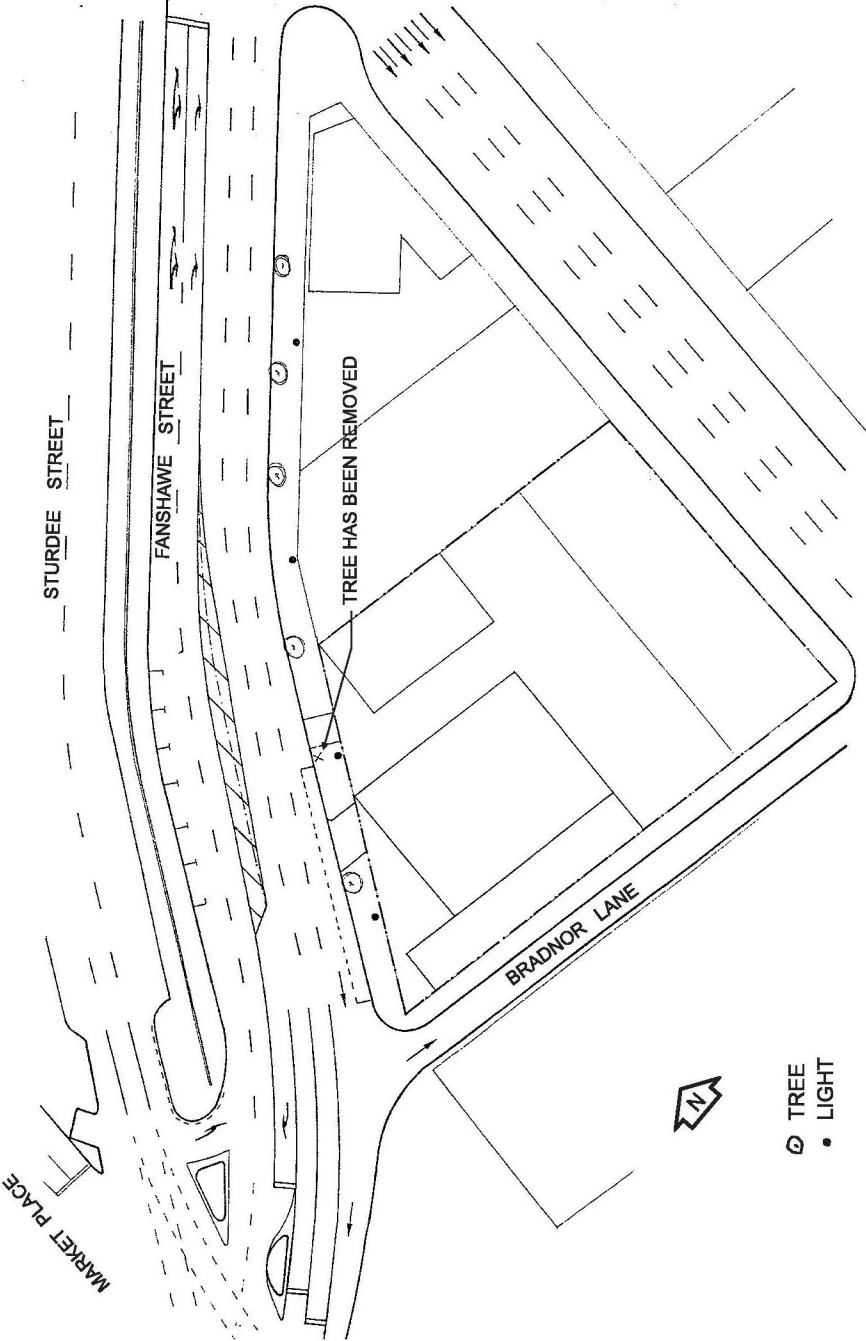 STURDEE STREET
FANSHAWE STREET
TREE HAS BEEN REMOVED
MARKET PLACE
BRADNOR LANE
N
TREE
LIGHT